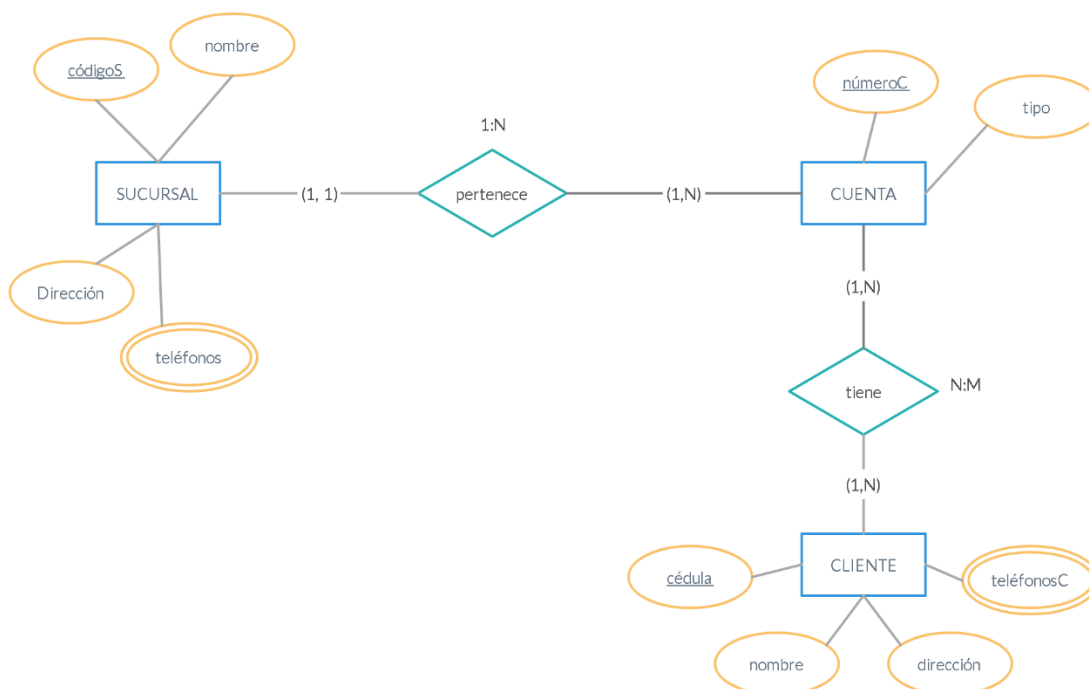 nombre
códigoS
númeroC
tipo
1:N
SUCURSAL
(1, 1)
pertenece
(1,N)
CUENTA
Dirección
teléfonos
(1,N)
tiene
N:M
(1,N)
CLIENTE
cédula
teléfonosC
nombre
dirección